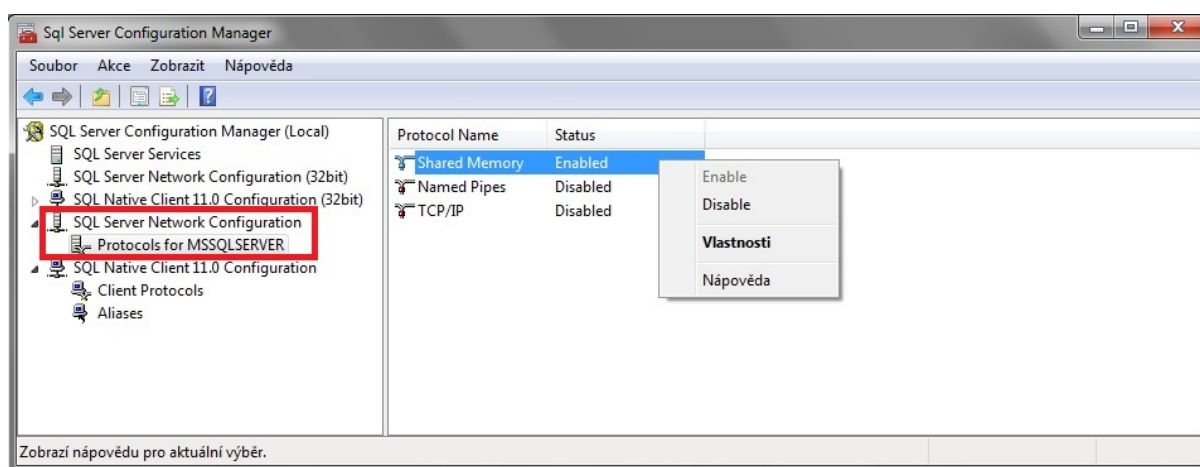 Sql Server Configuration Manager
Soubor Akce Zobrazit Nápověda
SQL Server Configuration Manager (Local)
SQL Server Services
SQL Server Network Configuration (32bit)
SQL Native Client 11.0 Configuration (32bit)
SQL Server Network Configuration
Protocols for MSSQLSERVER
SQL Native Client 11.0 Configuration
Client Protocols
Aliases
Protocol Name Status
Shared Memory Enabled
Named Pipes Disabled
TCP/IP Disabled
Enable
Disable
Vlastnosti
Nápověda
Zobrazí nápovědu pro aktuální výběr.